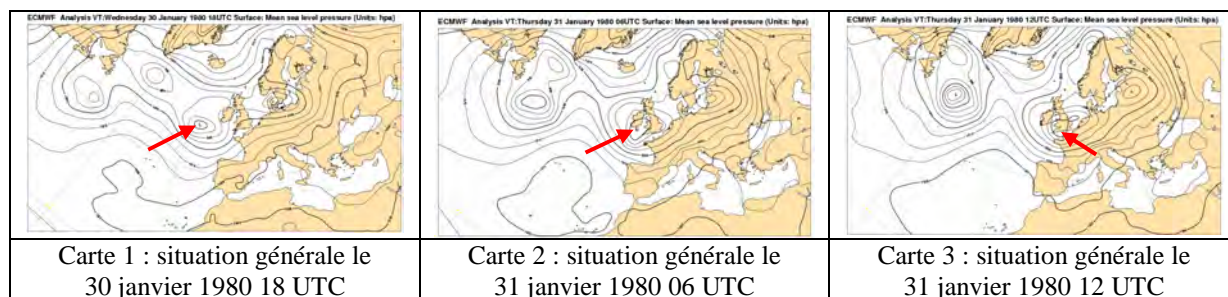 ECMWF Analysis VT:Wednesday 30 January 1980 18UTC Surface: Mean sea level pressure (Units: hpa)
ECMWF Analysis VT:Thursday 31 January 1980 06UTC Surface: Mean sea level pressure (Units: hpa)
ECMWF Analysis VT:Thursday 31 January 1980 12UTC Surface: Mean sea level pressure (Units: hpa)
Carte 1 : situation générale le
30 janvier 1980 18 UTC
Carte 2 : situation générale le
31 janvier 1980 06 UTC
Carte 3 : situation générale le
31 janvier 1980 12 UTC